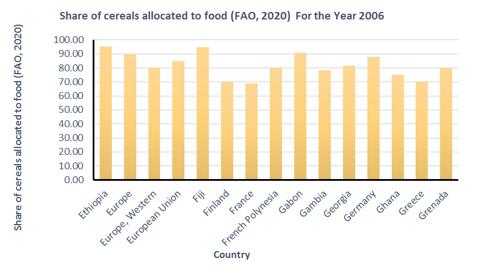 Share of cereals allocated to food (FAO, 2020)  For the Year 2006
Share of cereals allocated to food (FAO, 2020)
100.00
90.00
80.00
70.00
60.00
50.00
40.00
30.00
20.00
10.00
0.00
Ethiopia
Europe
Europe, Western
European Union
Fiji
Finland
France
French Polynesia
Gabon
Gambia
Georgia
Germany
Ghana
Greece
Grenada
Country